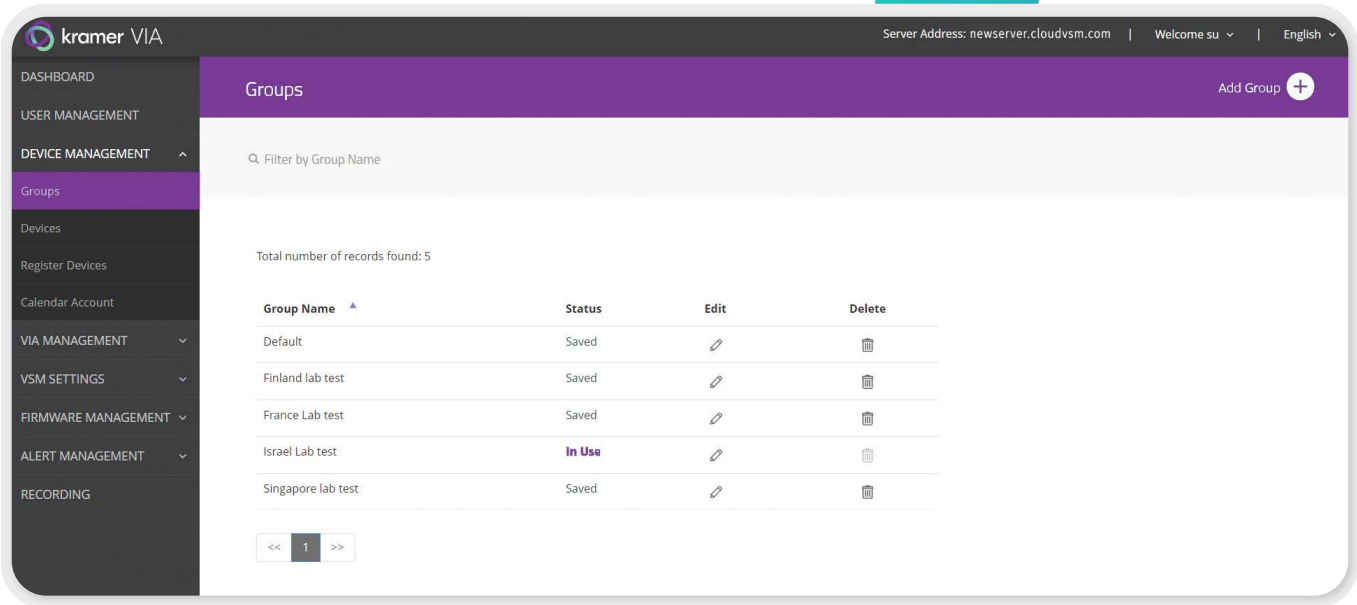 kramer VIA
Server Address: newserver.cloudvsm.com | Welcome su | English
DASHBOARD
USER MANAGEMENT
DEVICE MANAGEMENT
Groups
Devices
Register Devices
Calendar Account
VIA MANAGEMENT
VSM SETTINGS
FIRMWARE MANAGEMENT
ALERT MANAGEMENT
RECORDING
Groups
Add Group
Filter by Group Name
Total number of records found: 5
Group Name Status Edit Delete
Default Saved
Finland lab test Saved
France Lab test Saved
Israel Lab test In Use
Singapore lab test Saved
<< 1 >>